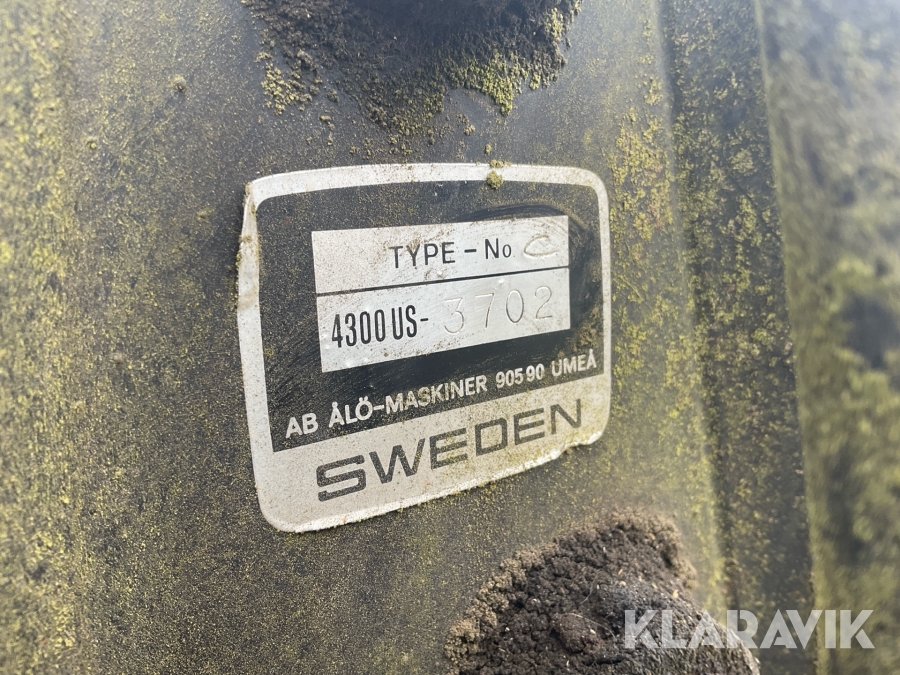 TYPE - No C
4300 US- 3702
AB ÅLÖ-MASKINER 905 90 UMEÅ
SWEDEN
KLARAVIK